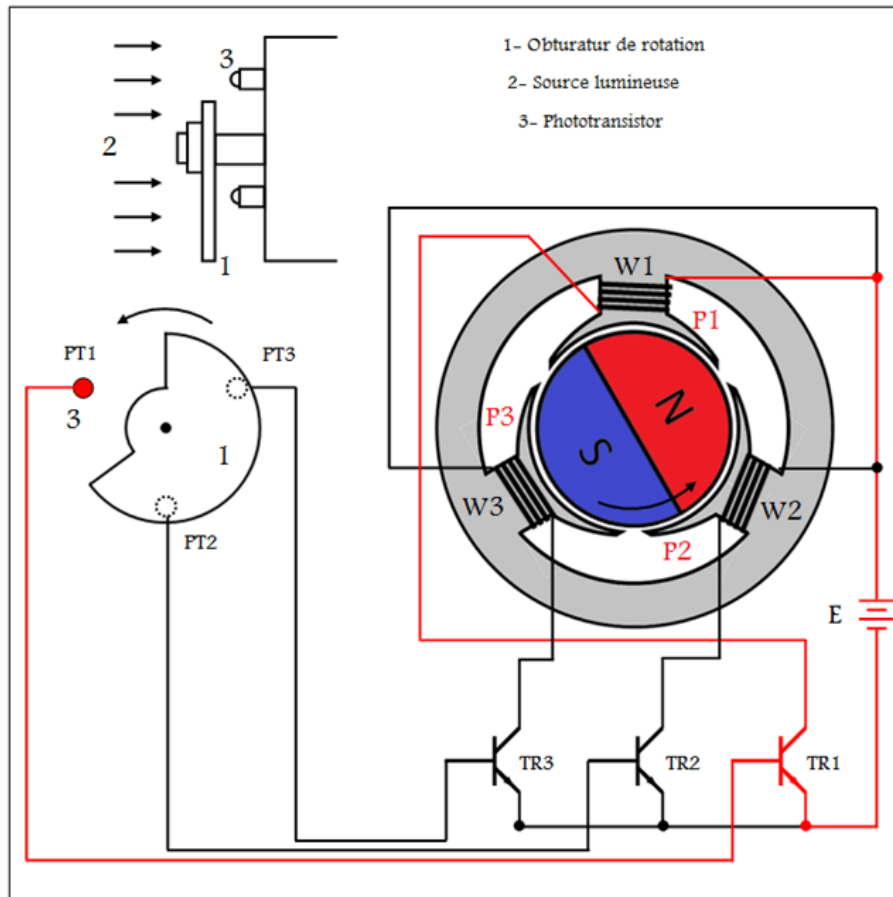 1- Obturatur de rotation
2- Source lumineuse
3- Phototransistor
3
2
1
W1
P1
PT1
PT3
3
1
PT2
P3
N
S
W3
W2
P2
E
TR3
TR2
TR1